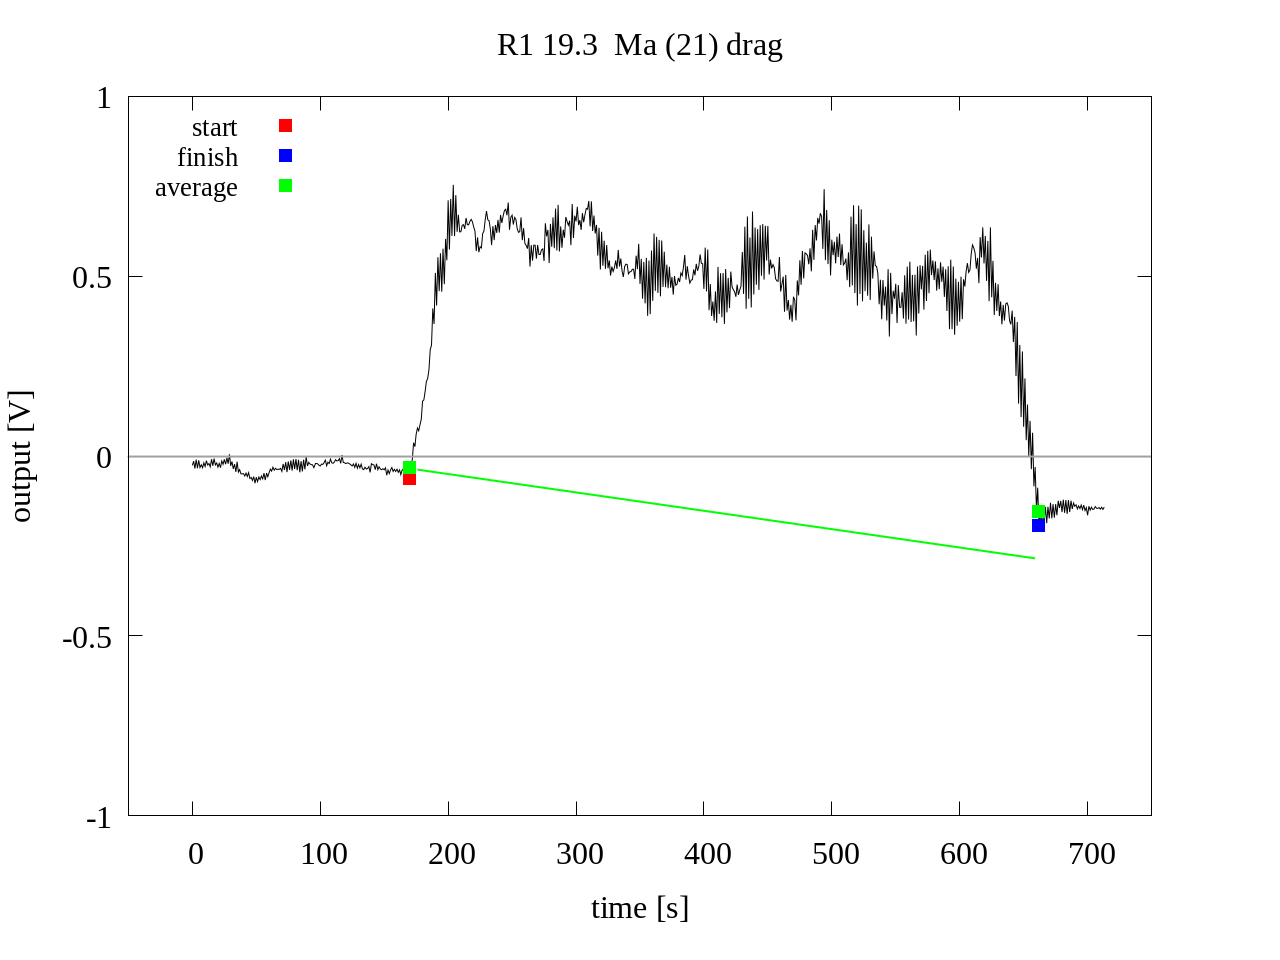 R1 19.3  Ma (21) drag
start
finish
average
1
0.5
0
-0.5
-1
output [V]
0 100 200 300 400 500 600 700
time [s]